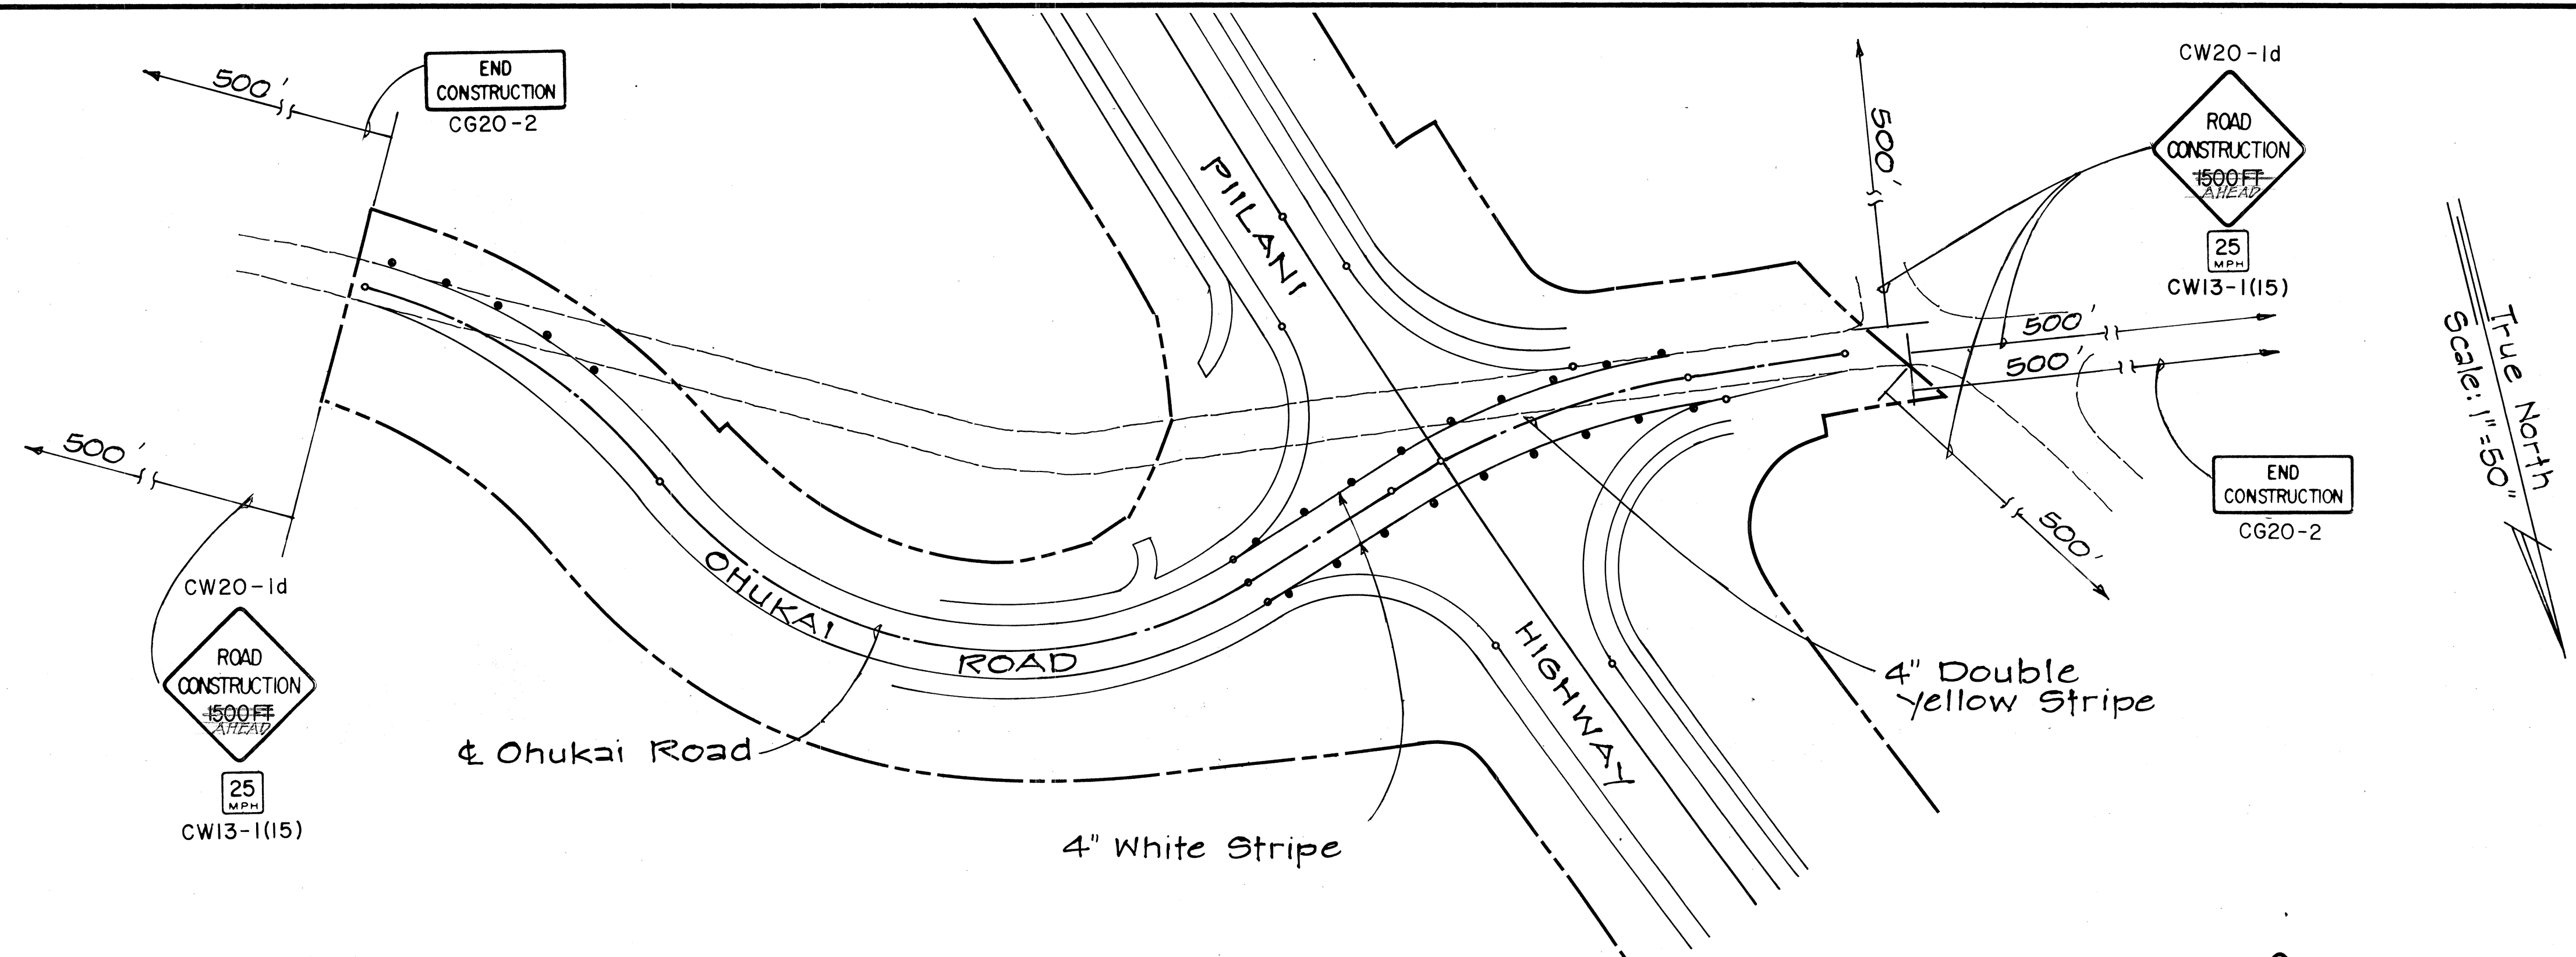 500'
END
CONSTRUCTION
CG20-2
PIILANI
500'
CW20-1d
ROAD
CONSTRUCTION
1500 FT
AHEAD
25
MPH
CW13-1(15)
500'
500'
True North
Scale: 1"=50"
500'
END
CONSTRUCTION
CG20-2
500'
CW20-1d
ROAD
CONSTRUCTION
1500 FT
AHEAD
25
MPH
CW13-1(15)
OHUKAI
ROAD
HIGHWAY
4" Double
Yellow Stripe
℄ Ohukai Road
4" White Stripe